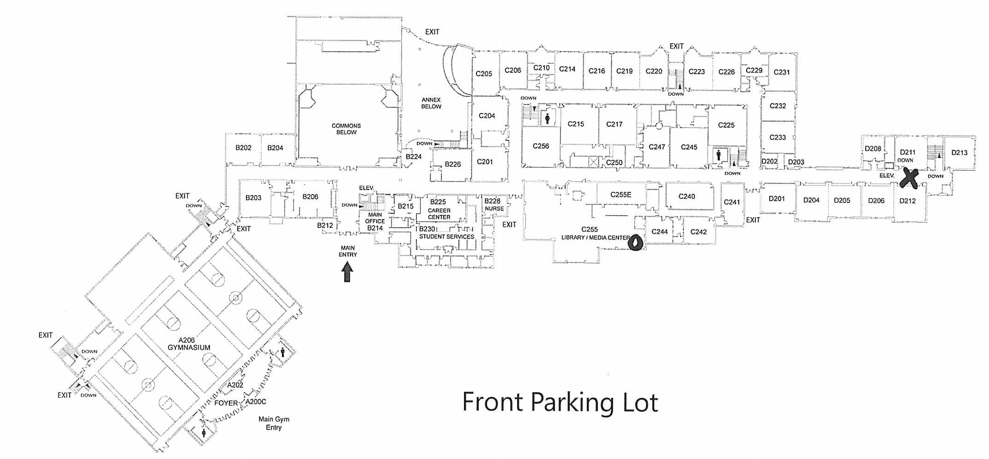 EXIT
EXIT
C205
C206
C210
C214
C216
C219
C220
C223
C226
C229
C231
DOWN
DOWN
ANNEX
BELOW
C232
COMMONS
BELOW
C204
C215
C217
C225
C233
B202
B204
DOWN
B224
B226
C201
C256
C250
C247
C245
DOWN
D202
D203
D208
D211
DOWN
D213
ELEV.
DOWN
EXIT
B203
B206
ELEV.
DOWN
MAIN
OFFICE
B214
B215
B225
CAREER
CENTER
B228
NURSE
C255E
C240
C241
D201
D204
D205
D206
D212
DOWN
EXIT
B212
B230
STUDENT SERVICES
EXIT
C255
LIBRARY / MEDIA CENTER
C244
C242
EXIT
MAIN
ENTRY
EXIT
DOWN
A206
GYMNASIUM
EXIT
DOWN
A202
FOYER
A200C
Main Gym
Entry
Front Parking Lot